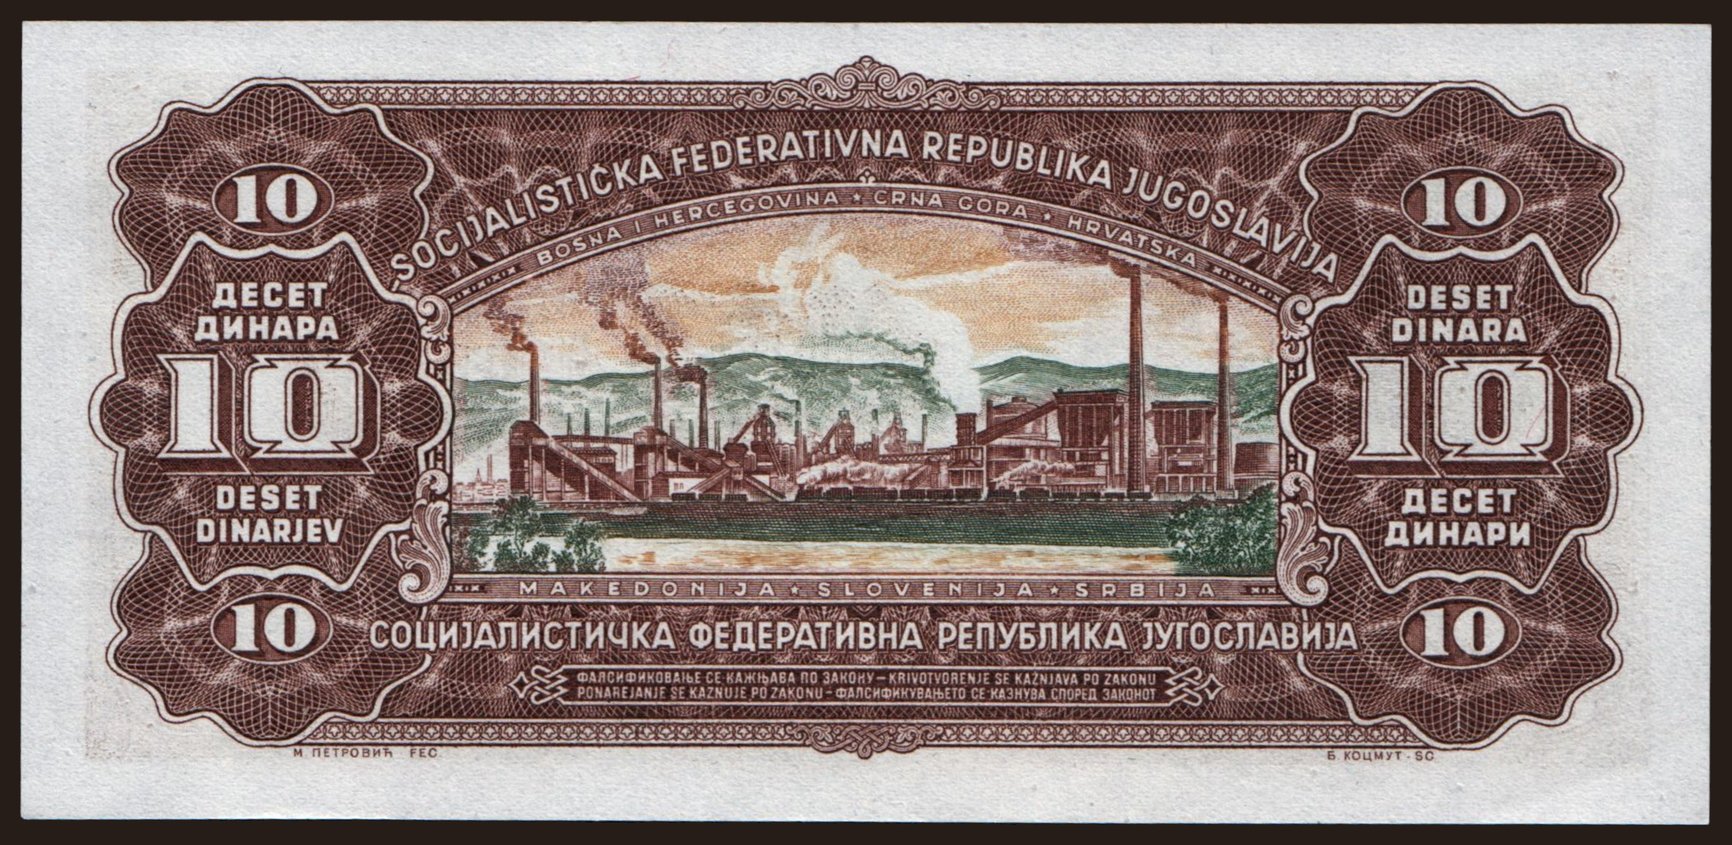 SOCIJALISTIČKA FEDERATIVNA REPUBLIKA JUGOSLAVIJA
BOSNA I HERCEGOVINA * CRNA GORA * HRVATSKA
10
10
ДЕСЕТ
ДИНАРА
10
DESET
DINARJEV
DESET
DINARA
10
ДЕСЕТ
ДИНАРИ
MAKEDONIJA * SLOVENIJA * SRBIJA
10
10
СОЦИЈАЛИСТИЧКА ФЕДЕРАТИВНА РЕПУБЛИКА ЈУГОСЛАВИЈА
ФАЛСИФИКОВАЊЕ СЕ КАЖЊАВА ПО ЗАКОНУ – KRIVOTVORENJE SE KAŽNJAVA PO ZAKONU
PONAREJANJE SE KAZNUJE PO ZAKONU – ФАЛСИФИКУВАЊЕТО СЕ КАЗНУВА СПОРЕД ЗАКОНОТ
М. ПЕТРОВИЋ FEC.
Б. КОЦМУТ - SC